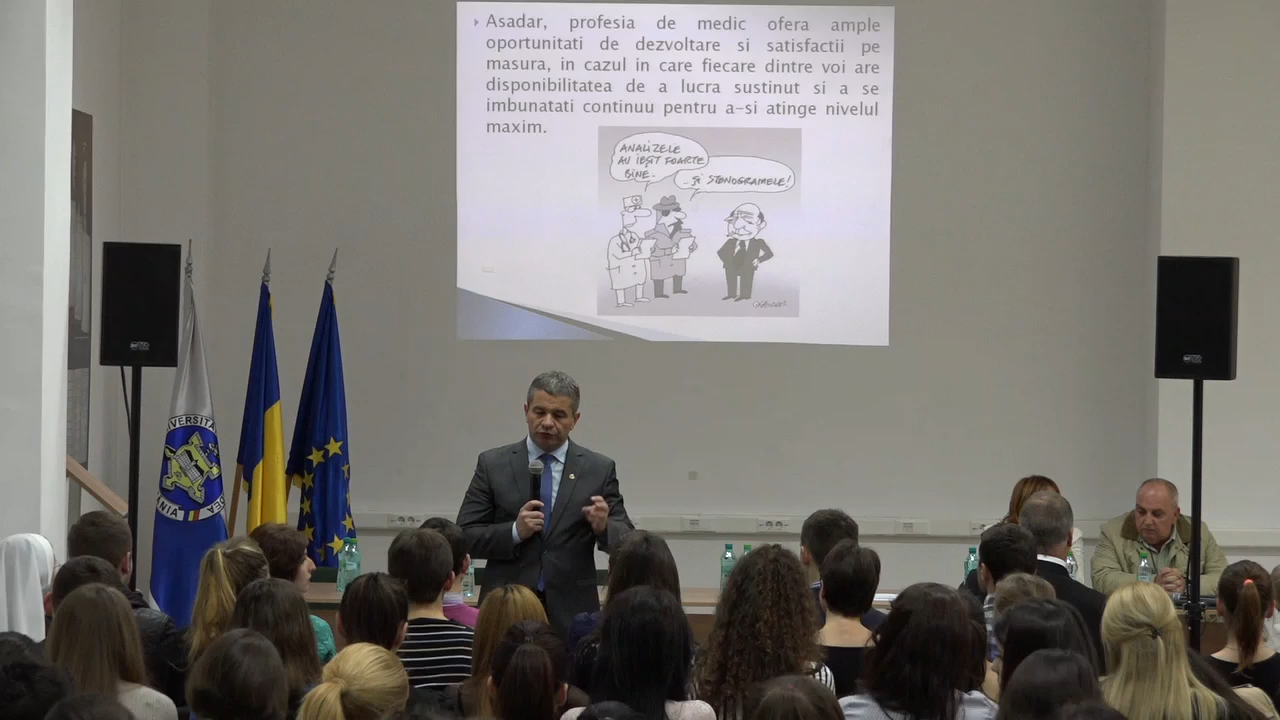 Asadar, profesia de medic ofera ample
oportunitati de dezvoltare si satisfactii pe
masura, in cazul in care fiecare dintre voi are
disponibilitatea de a lucra sustinut si a se
imbunatati continuu pentru a-si atinge nivelul
maxim.
ANALIZELE
AU IEȘIT FOARTE
BINE.
...ȘI STENOGRAMELE!